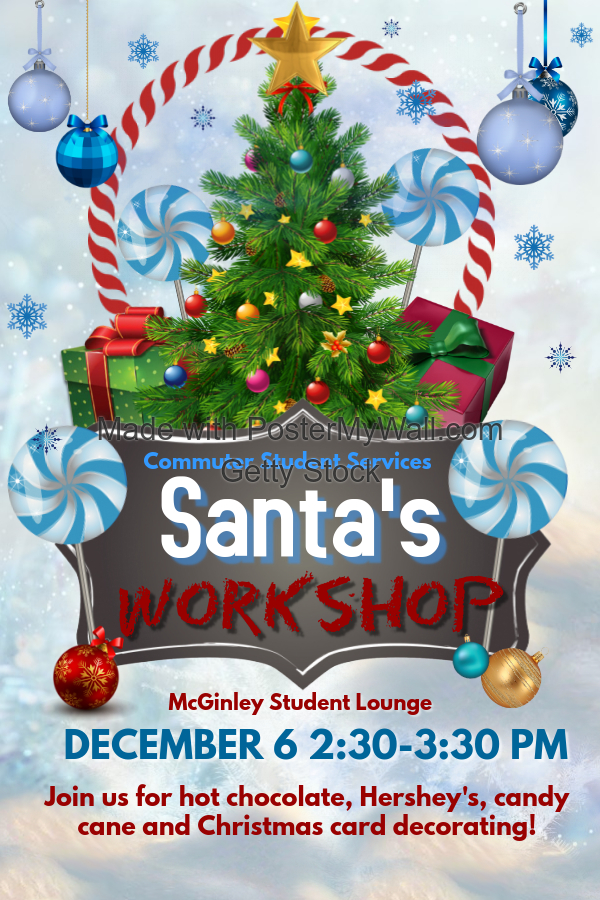 Made with PosterMyWall.com
Commuter Student Services
Getty Stock
Santa's
WORKSHOP
McGinley Student Lounge
DECEMBER 6 2:30-3:30 PM
Join us for hot chocolate, Hershey's, candy
cane and Christmas card decorating!